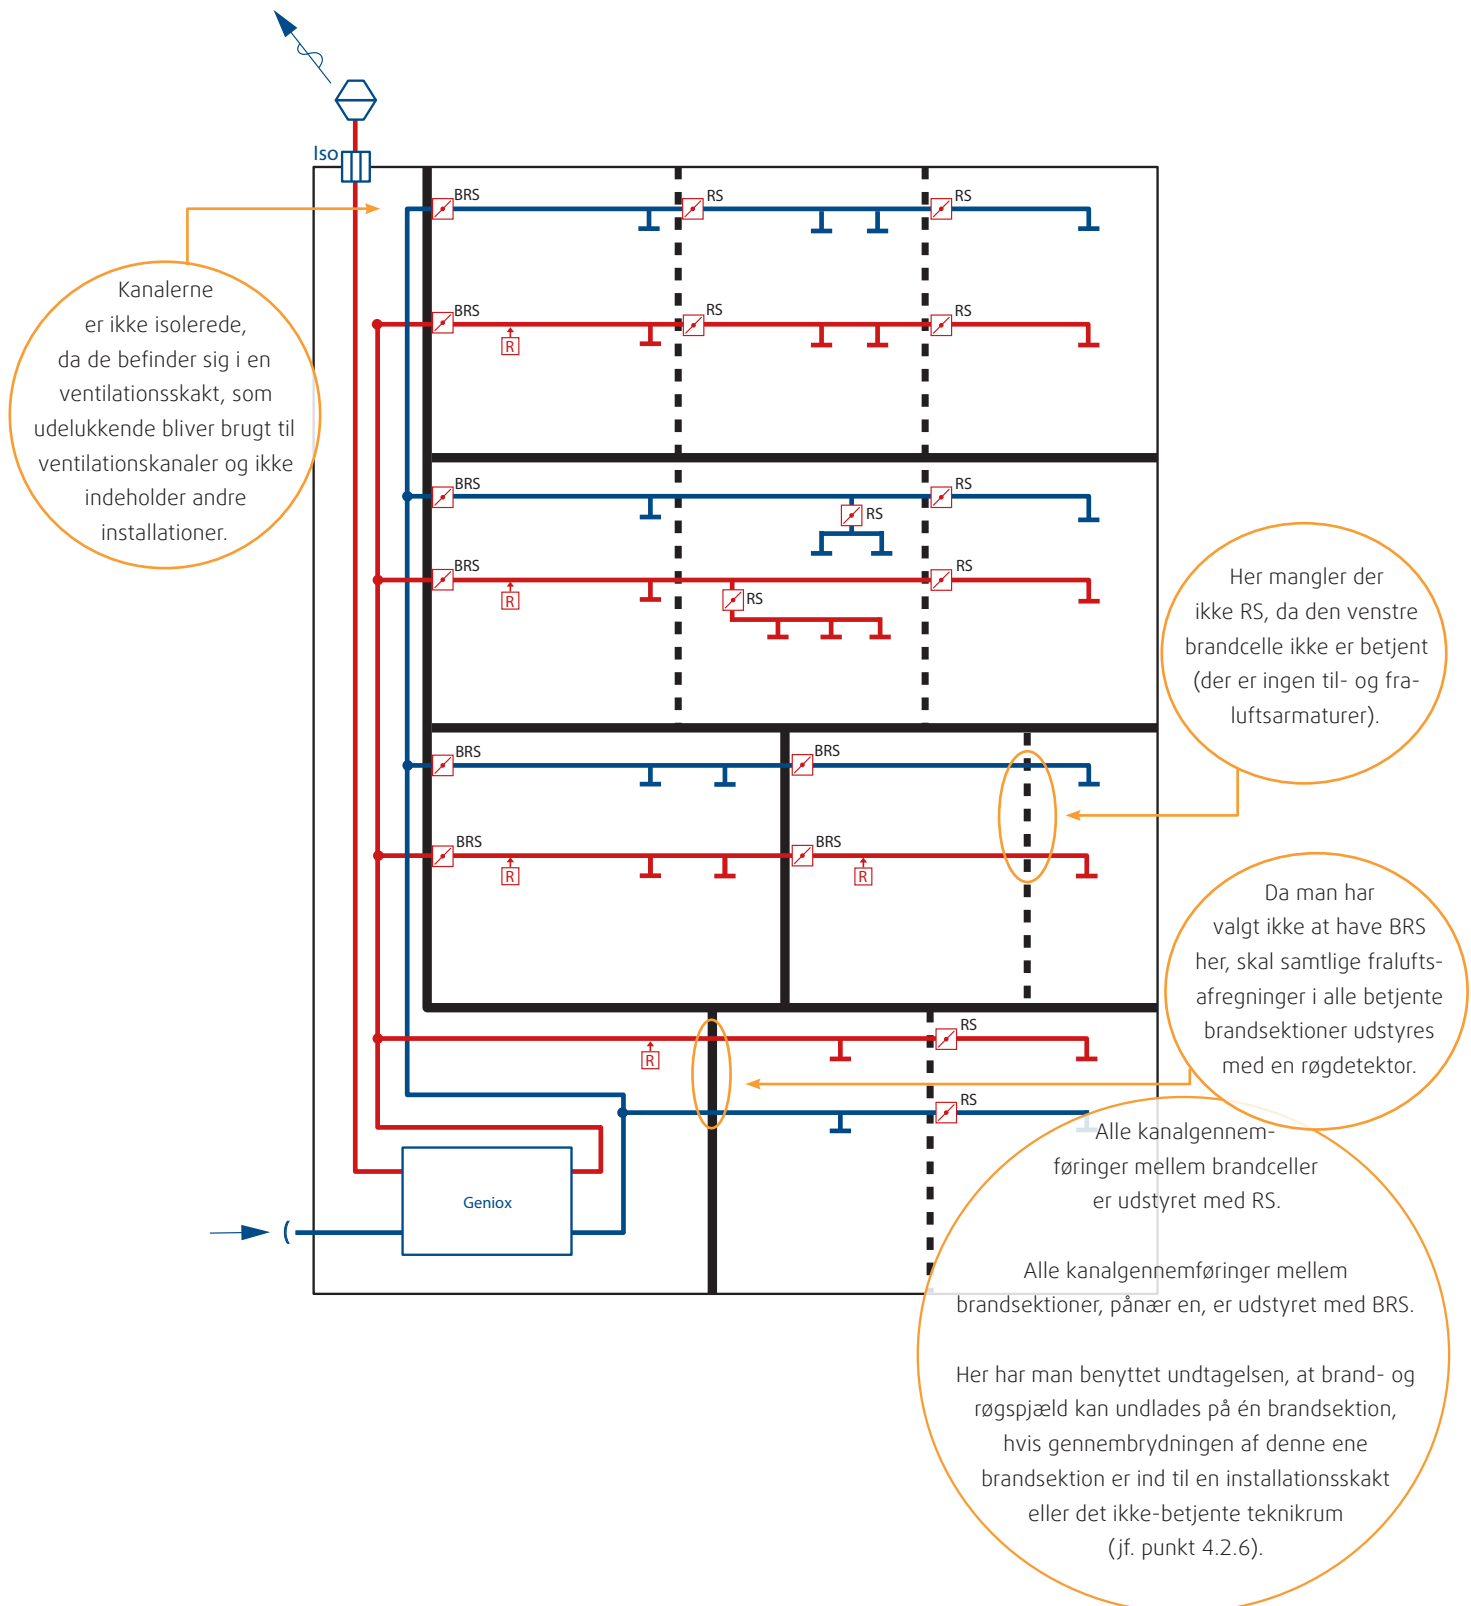 Iso
BRS
RS
RS
BRS
RS
RS
R
Kanalerne
er ikke isolerede,
da de befinder sig i en
ventilationsskakt, som
udelukkende bliver brugt til
ventilationskanaler og ikke
indeholder andre
installationer.
BRS
RS
RS
BRS
RS
RS
R
Her mangler der
ikke RS, da den venstre
brandcelle ikke er betjent
(der er ingen til- og fra-
luftsarmaturer).
BRS
BRS
BRS
BRS
R
R
Da man har
valgt ikke at have BRS
her, skal samtlige fralufts-
afregninger i alle betjente
brandsektioner udstyres
med en røgdetektor.
RS
R
RS
Geniox
Alle kanalgennem-
føringer mellem brandceller
er udstyret med RS.
Alle kanalgennemføringer mellem
brandsektioner, pånær en, er udstyret med BRS.
Her har man benyttet undtagelsen, at brand- og
røgspjæld kan undlades på én brandsektion,
hvis gennembrydningen af denne ene
brandsektion er ind til en installationsskakt
eller det ikke-betjente teknikrum
(jf. punkt 4.2.6).